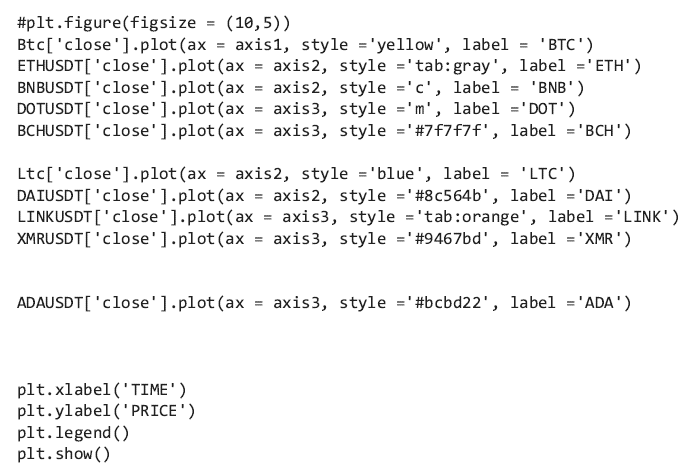 #plt.figure(figsize = (10,5))
Btc['close'].plot(ax = axis1, style ='yellow', label = 'BTC')
ETHUSDT['close'].plot(ax = axis2, style ='tab:gray', label ='ETH')
BNBUSDT['close'].plot(ax = axis2, style ='c', label = 'BNB')
DOTUSDT['close'].plot(ax = axis3, style ='m', label ='DOT')
BCHUSDT['close'].plot(ax = axis3, style ='#7f7f7f', label ='BCH')
Ltc['close'].plot(ax = axis2, style ='blue', label = 'LTC')
DAIUSDT['close'].plot(ax = axis2, style ='#8c564b', label ='DAI')
LINKUSDT['close'].plot(ax = axis3, style ='tab:orange', label ='LINK')
XMRUSDT['close'].plot(ax = axis3, style ='#9467bd', label ='XMR')
ADAUSDT['close'].plot(ax = axis3, style ='#bcbd22', label ='ADA')
plt.xlabel('TIME')
plt.ylabel('PRICE')
plt.legend()
plt.show()